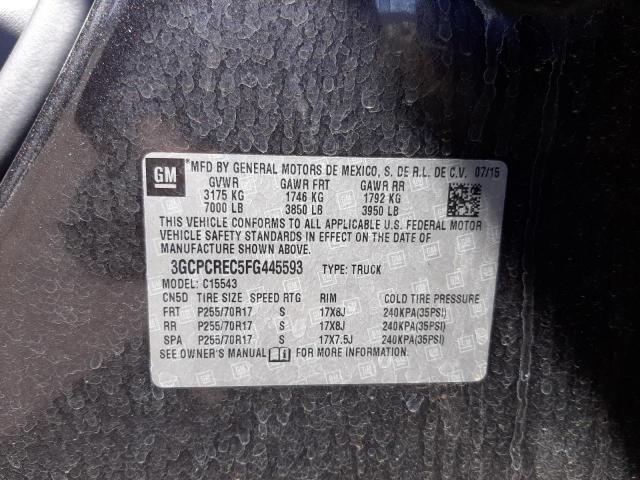 GM
*MFD BY GENERAL MOTORS DE MEXICO, S. DE R.L. DE C.V. 07/15
GVWR GAWR FRT GAWR RR
3175 KG 1746 KG 1792 KG
7000 LB 3850 LB 3950 LB
THIS VEHICLE CONFORMS TO ALL APPLICABLE U.S. FEDERAL MOTOR
VEHICLE SAFETY STANDARDS IN EFFECT ON THE DATE OF
MANUFACTURE SHOWN ABOVE.
3GCPCREC5FG445593 TYPE: TRUCK
MODEL: C15543
CN5D TIRE SIZE SPEED RTG RIM COLD TIRE PRESSURE
FRT P255/70R17 S 17X8J 240KPA(35PSI)
RR P255/70R17 S 17X8J 240KPA(35PSI)
SPA P255/70R17 S 17X7.5J 240KPA(35PSI)
SEE OWNER'S MANUAL FOR MORE INFORMATION.